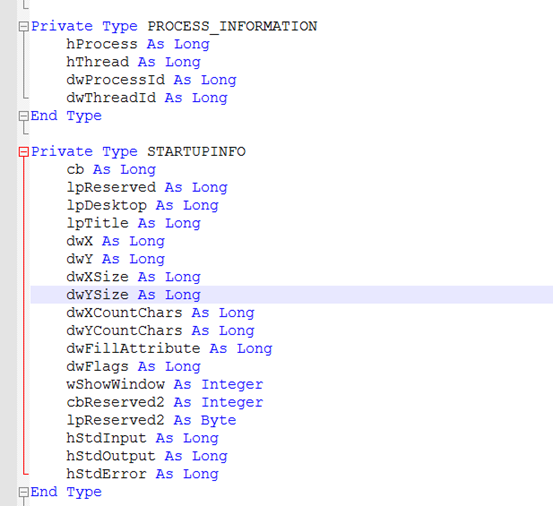 Private Type PROCESS_INFORMATION
hProcess As Long
hThread As Long
dwProcessId As Long
dwThreadId As Long
End Type
Private Type STARTUPINFO
cb As Long
lpReserved As Long
lpDesktop As Long
lpTitle As Long
dwX As Long
dwY As Long
dwXSize As Long
dwYSize As Long
dwXCountChars As Long
dwYCountChars As Long
dwFillAttribute As Long
dwFlags As Long
wShowWindow As Integer
cbReserved2 As Integer
lpReserved2 As Byte
hStdInput As Long
hStdOutput As Long
hStdError As Long
End Type